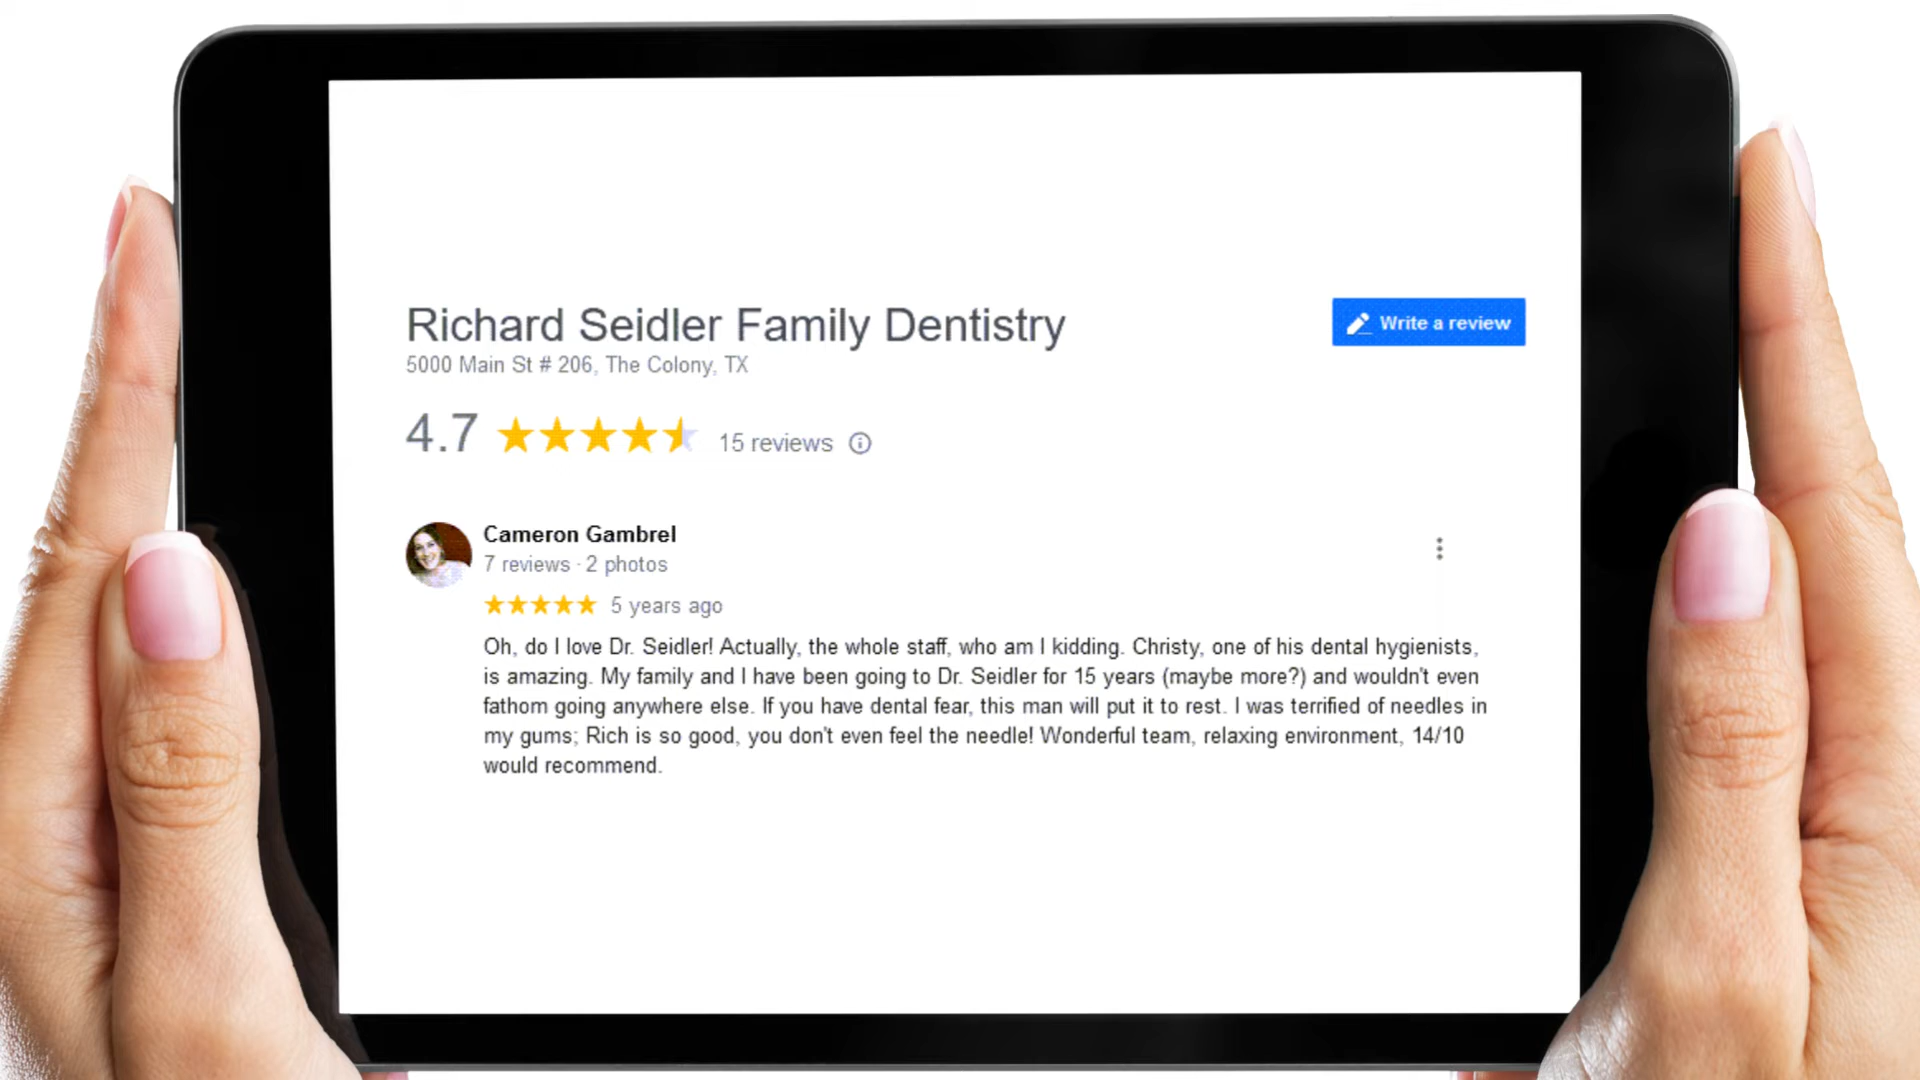 Richard Seidler Family Dentistry
Write a review
5000 Main St # 206, The Colony, TX
4.7 15 reviews
Cameron Gambrel
7 reviews · 2 photos
5 years ago
Oh, do I love Dr. Seidler! Actually, the whole staff, who am I kidding. Christy, one of his dental hygienists,
is amazing. My family and I have been going to Dr. Seidler for 15 years (maybe more?) and wouldn't even
fathom going anywhere else. If you have dental fear, this man will put it to rest. I was terrified of needles in
my gums; Rich is so good, you don't even feel the needle! Wonderful team, relaxing environment, 14/10
would recommend.